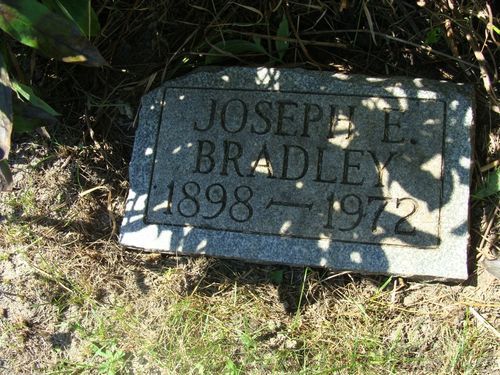 JOSEPH E.
BRADLEY
1898 — 1972